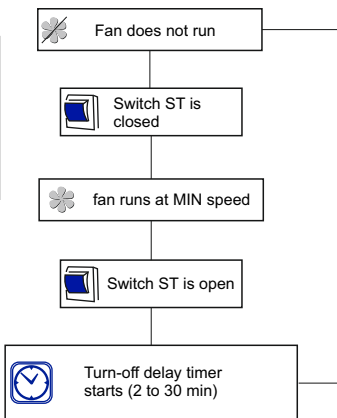 Fan does not run
Switch ST is
closed
fan runs at MIN speed
Switch ST is open
Turn-off delay timer
starts (2 to 30 min)